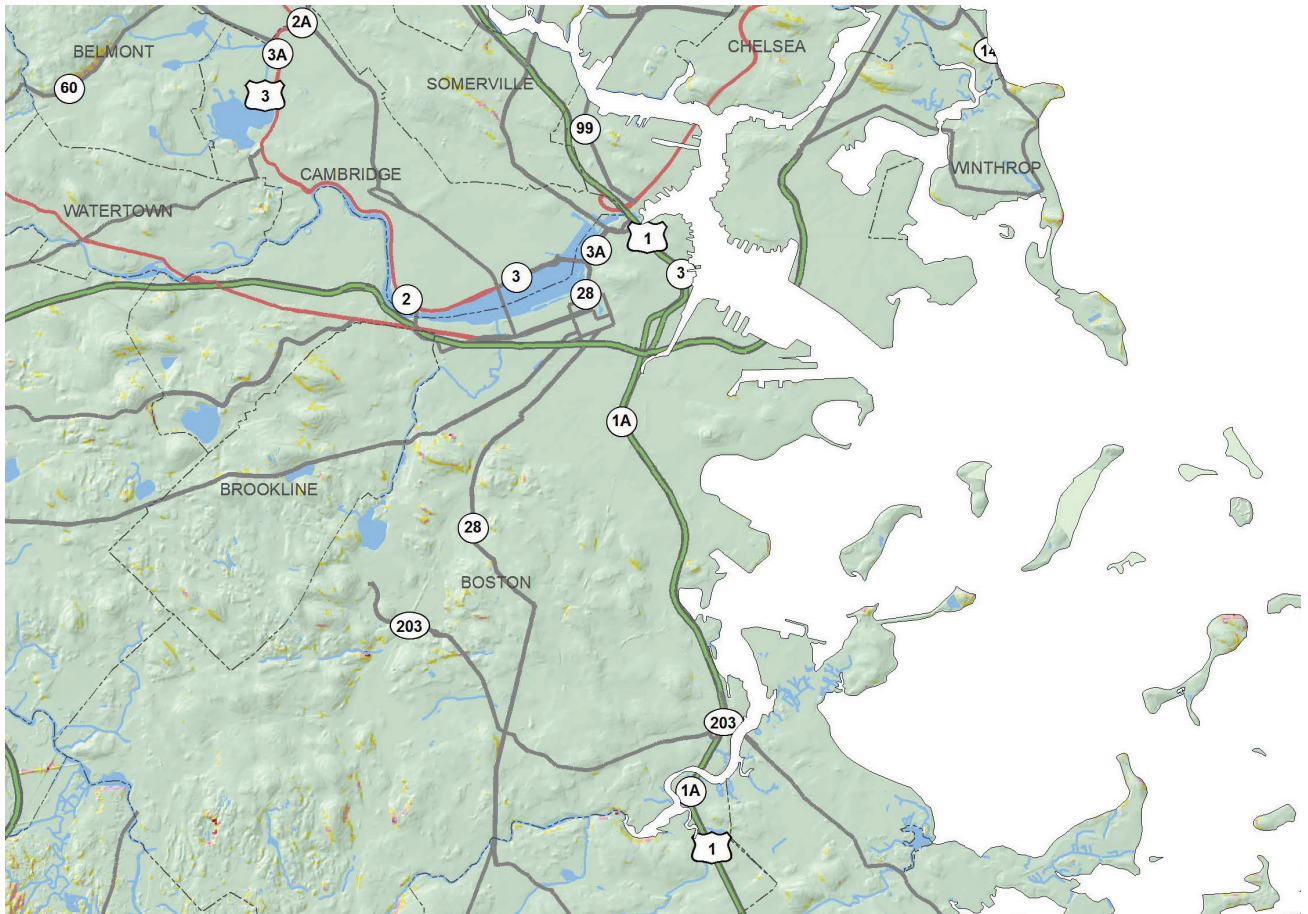 2A
BELMONT
3A
CHELSEA
14
60
3
SOMERVILLE
99
WINTHROP
CAMBRIDGE
WATERTOWN
1
3A
3
3
28
2
1A
BROOKLINE
28
BOSTON
203
203
1A
1